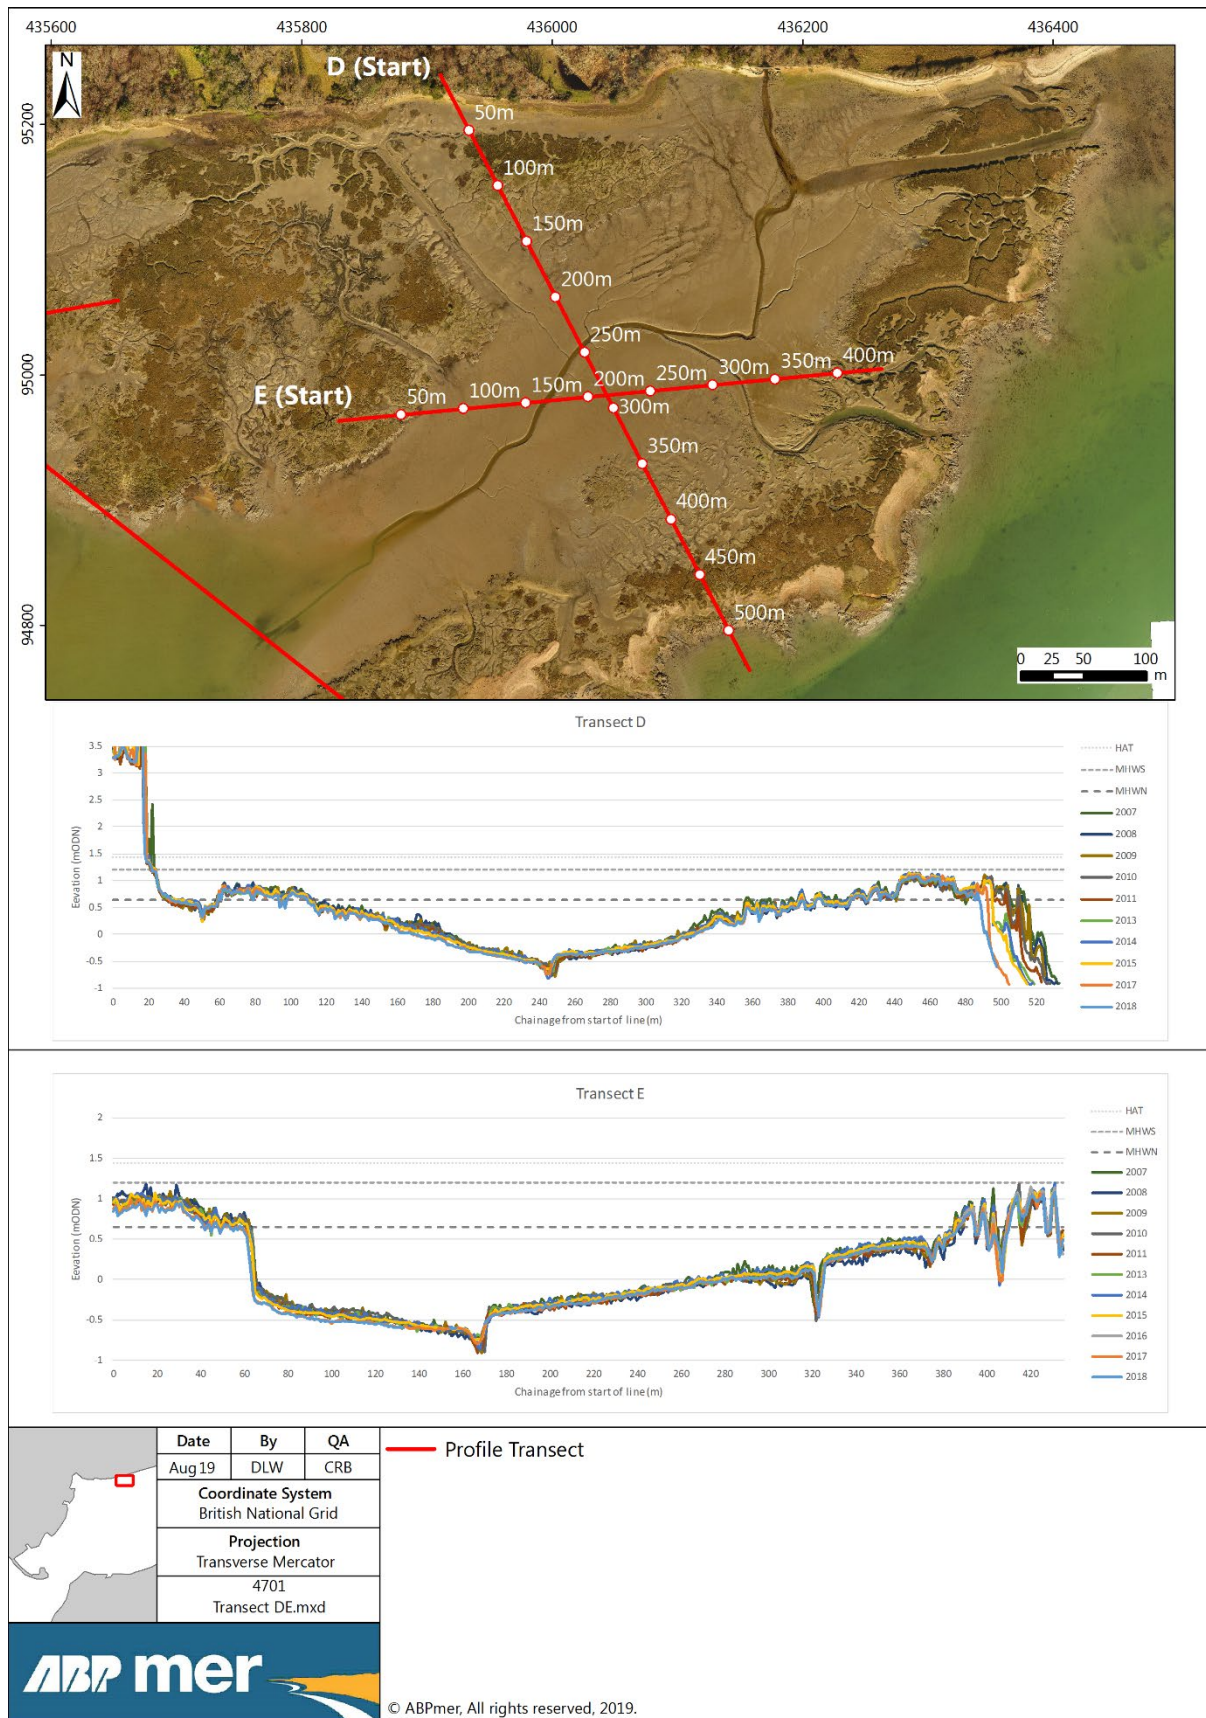 435600 435800 436000 436200 436400
N
D (Start)
95200
50m
100m
150m
200m
250m
95000
E (Start)
50m
100m
150m
200m
250m
300m
350m
400m
300m
350m
400m
450m
500m
94800
0 25 50 100
m
Transect D
Eevation (mODN)
3.5
3
2.5
2
1.5
1
0.5
0
-0.5
-1
0 20 40 60 80 100 120 140 160 180 200 220 240 260 280 300 320 340 360 380 400 420 440 460 480 500 520
Chainage from start of line (m)
HAT
MHWS
MHWN
2007
2008
2009
2010
2011
2013
2014
2015
2017
2018
Transect E
Eevation (mODN)
2
1.5
1
0.5
0
-0.5
-1
0 20 40 60 80 100 120 140 160 180 200 220 240 260 280 300 320 340 360 380 400 420
Chainage from start of line (m)
HAT
MHWS
MHWN
2007
2008
2009
2010
2011
2013
2014
2015
2016
2017
2018
Date By QA
Aug 19 DLW CRB
Coordinate System
British National Grid
Projection
Transverse Mercator
4701
Transect DE.mxd
Profile Transect
ABP mer
© ABPmer, All rights reserved, 2019.